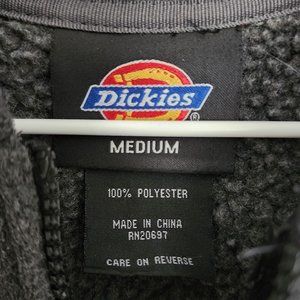 Dickies
®
MEDIUM
100% POLYESTER
MADE IN CHINA
RN20697
CARE ON REVERSE